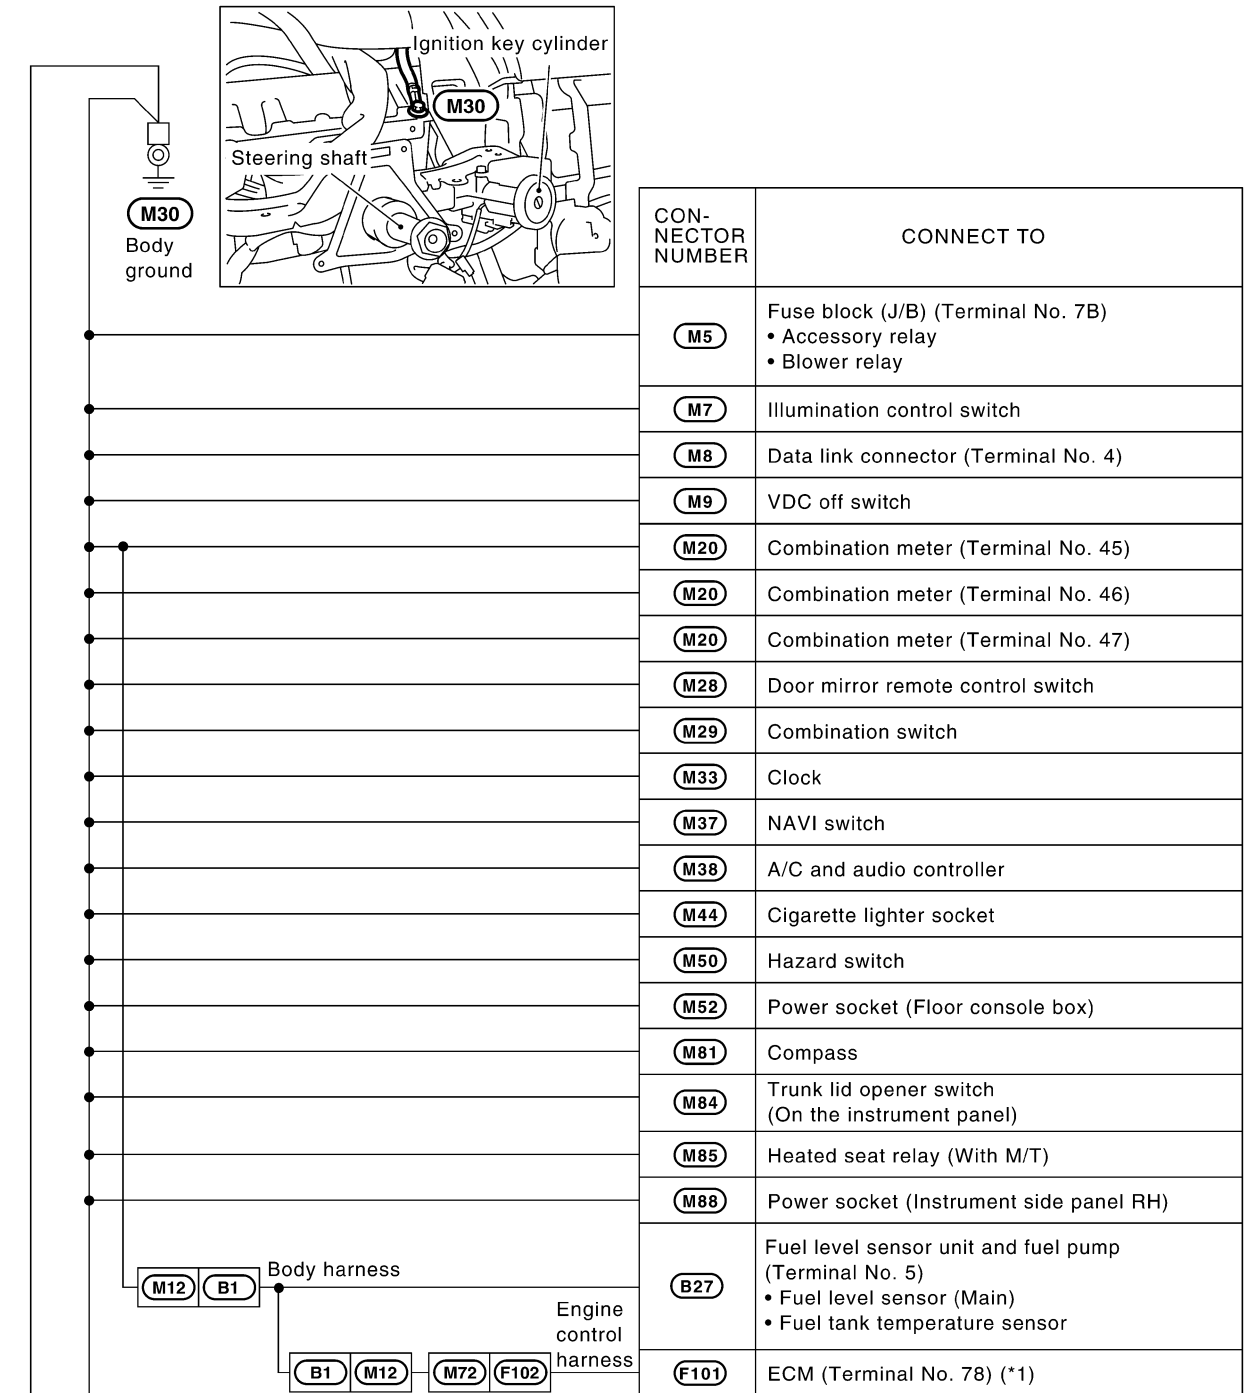 Ignition key cylinder
M30
Steering shaft
M30
Body
ground
CON-
NECTOR
NUMBER
CONNECT TO
M5
Fuse block (J/B) (Terminal No. 7B)
• Accessory relay
• Blower relay
M7
Illumination control switch
M8
Data link connector (Terminal No. 4)
M9
VDC off switch
M20
Combination meter (Terminal No. 45)
M20
Combination meter (Terminal No. 46)
M20
Combination meter (Terminal No. 47)
M28
Door mirror remote control switch
M29
Combination switch
M33
Clock
M37
NAVI switch
M38
A/C and audio controller
M44
Cigarette lighter socket
M50
Hazard switch
M52
Power socket (Floor console box)
M81
Compass
M84
Trunk lid opener switch
(On the instrument panel)
M85
Heated seat relay (With M/T)
M88
Power socket (Instrument side panel RH)
M12 B1
Body harness
B27
Fuel level sensor unit and fuel pump
(Terminal No. 5)
• Fuel level sensor (Main)
• Fuel tank temperature sensor
B1 M12 M72 F102
Engine
control
harness
F101
ECM (Terminal No. 78) (*1)